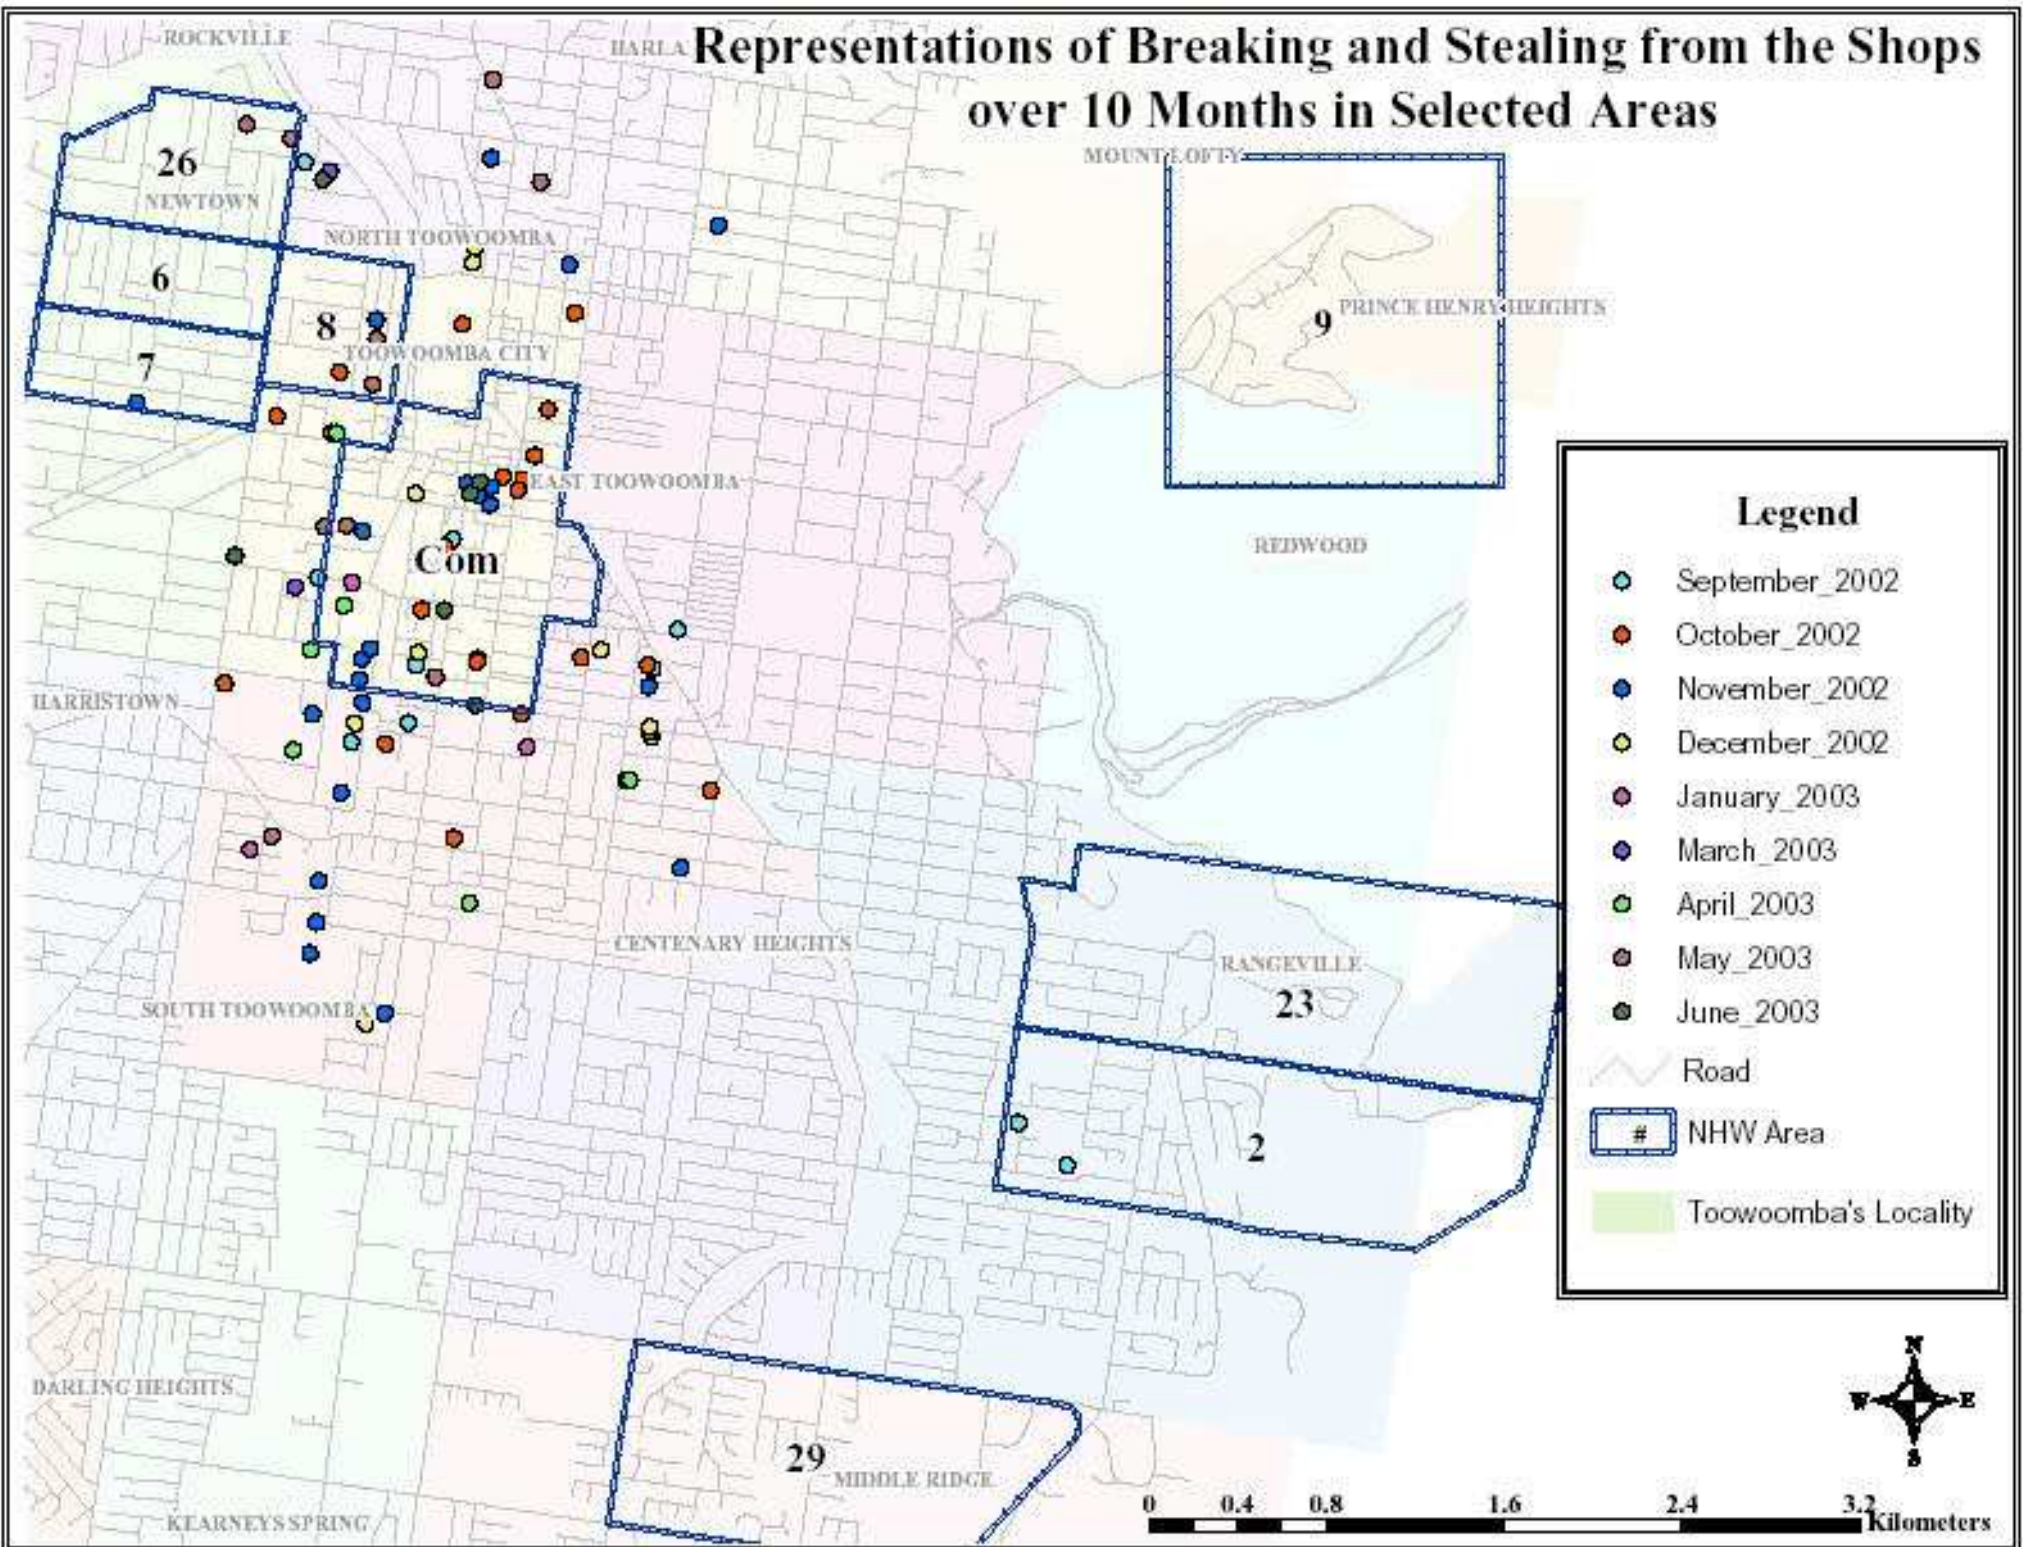 Representations of Breaking and Stealing from the Shops
over 10 Months in Selected Areas
ROCKVILLE
HARLA
MOUNT LOFTY
26
NEWTOWN
NORTH TOOWOOMBA
6
8
9
PRINCE HENRY HEIGHTS
TOOWOOMBA CITY
7
EAST TOOWOOMBA
Com
REDWOOD
HARRISTOWN
CENTENARY HEIGHTS
RANGEVILLE
23
SOUTH TOOWOOMBA
2
DARLING HEIGHTS
29
MIDDLE RIDGE
KEARNEYS SPRING
Legend
September_2002
October_2002
November_2002
December_2002
January_2003
March_2003
April_2003
May_2003
June_2003
Road
# NHW Area
Toowoomba's Locality
N
W E
S
0 0.4 0.8 1.6 2.4 3.2
Kilometers